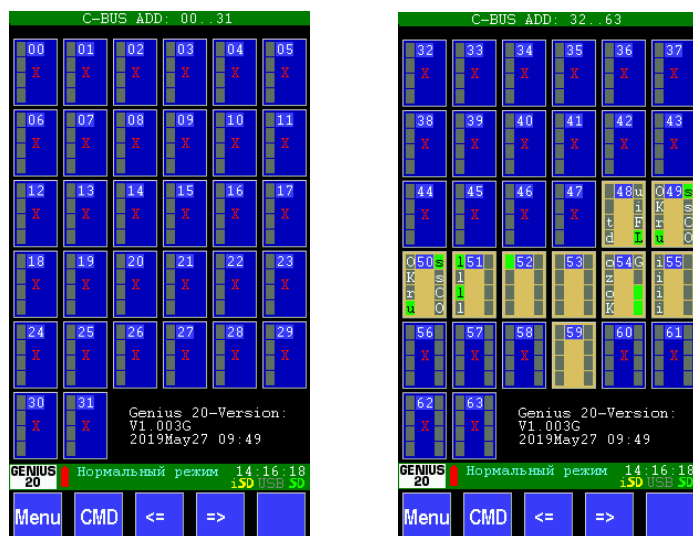 C-BUS ADD: 00..31
00 01 02 03 04 05
X X X X X X
06 07 08 09 10 11
X X X X X X
12 13 14 15 16 17
X X X X X X
18 19 20 21 22 23
X X X X X X
24 25 26 27 28 29
X X X X X X
30 31
X X
Genius 20-Version:
V1.003G
2019May27 09:49
GENIUS 20
Нормальный режим 14:16:18
iSD USB SD
Menu CMD <= =>
C-BUS ADD: 32..63
32 33 34 35 36 37
X X X X X X
38 39 40 41 42 43
X X X X X X
44 45 46 47 48 u O 49 s
X X X X i K s
t F r C
d L u O
O 50 s l 51 52 53 o 54 G i 55
K s l z i
r C l o i
u O l K i
56 57 58 59 60 61
X X X X X
62 63
X X
Genius 20-Version:
V1.003G
2019May27 09:49
GENIUS 20
Нормальный режим 14:16:18
iSD USB SD
Menu CMD <= =>